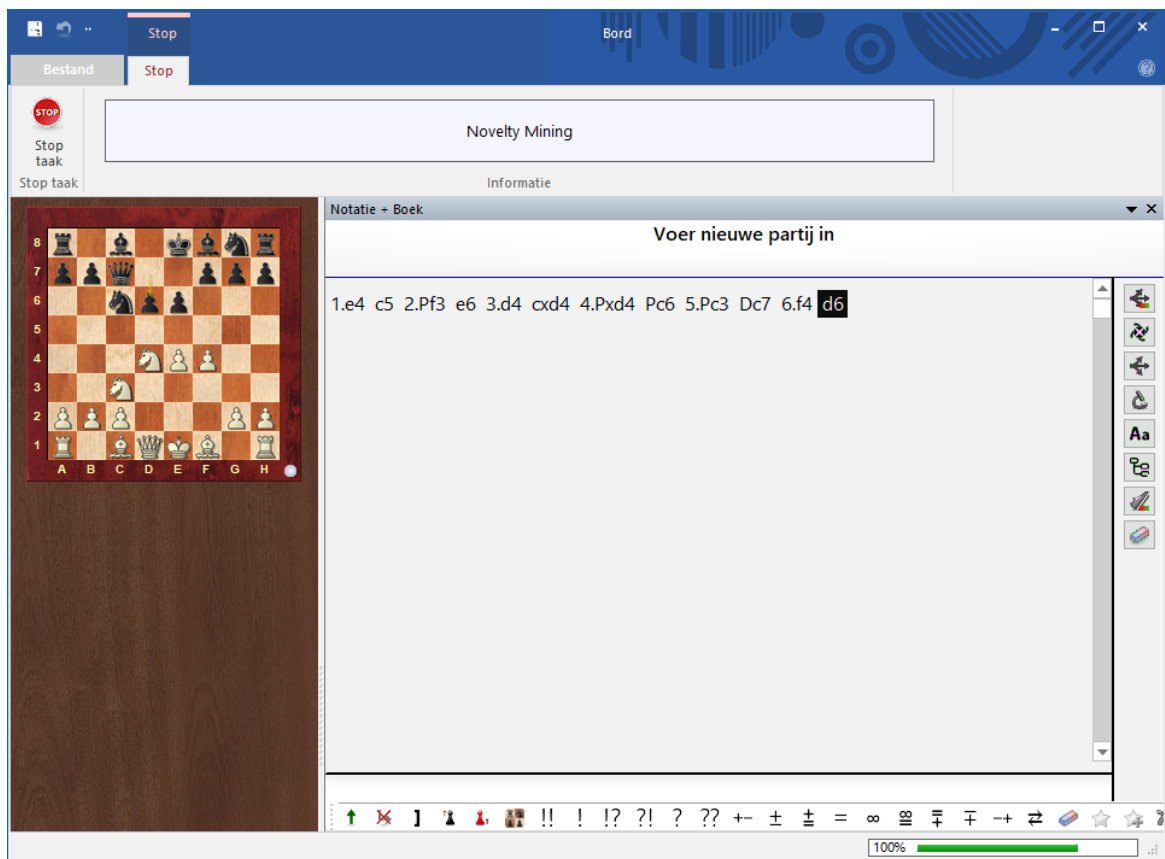 Stop
Bord
Bestand
Stop
STOP
Stop
taak
Novelty Mining
Stop taak
Informatie
Notatie + Boek
Voer nieuwe partij in
8
7
6
5
4
3
2
1
A B C D E F G H
1.e4 c5 2.Pf3 e6 3.d4 cxd4 4.Pxd4 Pc6 5.Pc3 Dc7 6.f4 d6
Aa
] !! ! !? ?! ? ?? +− ± ⩲ = ∞ ⩱ ∓ −+ ⇄
100%